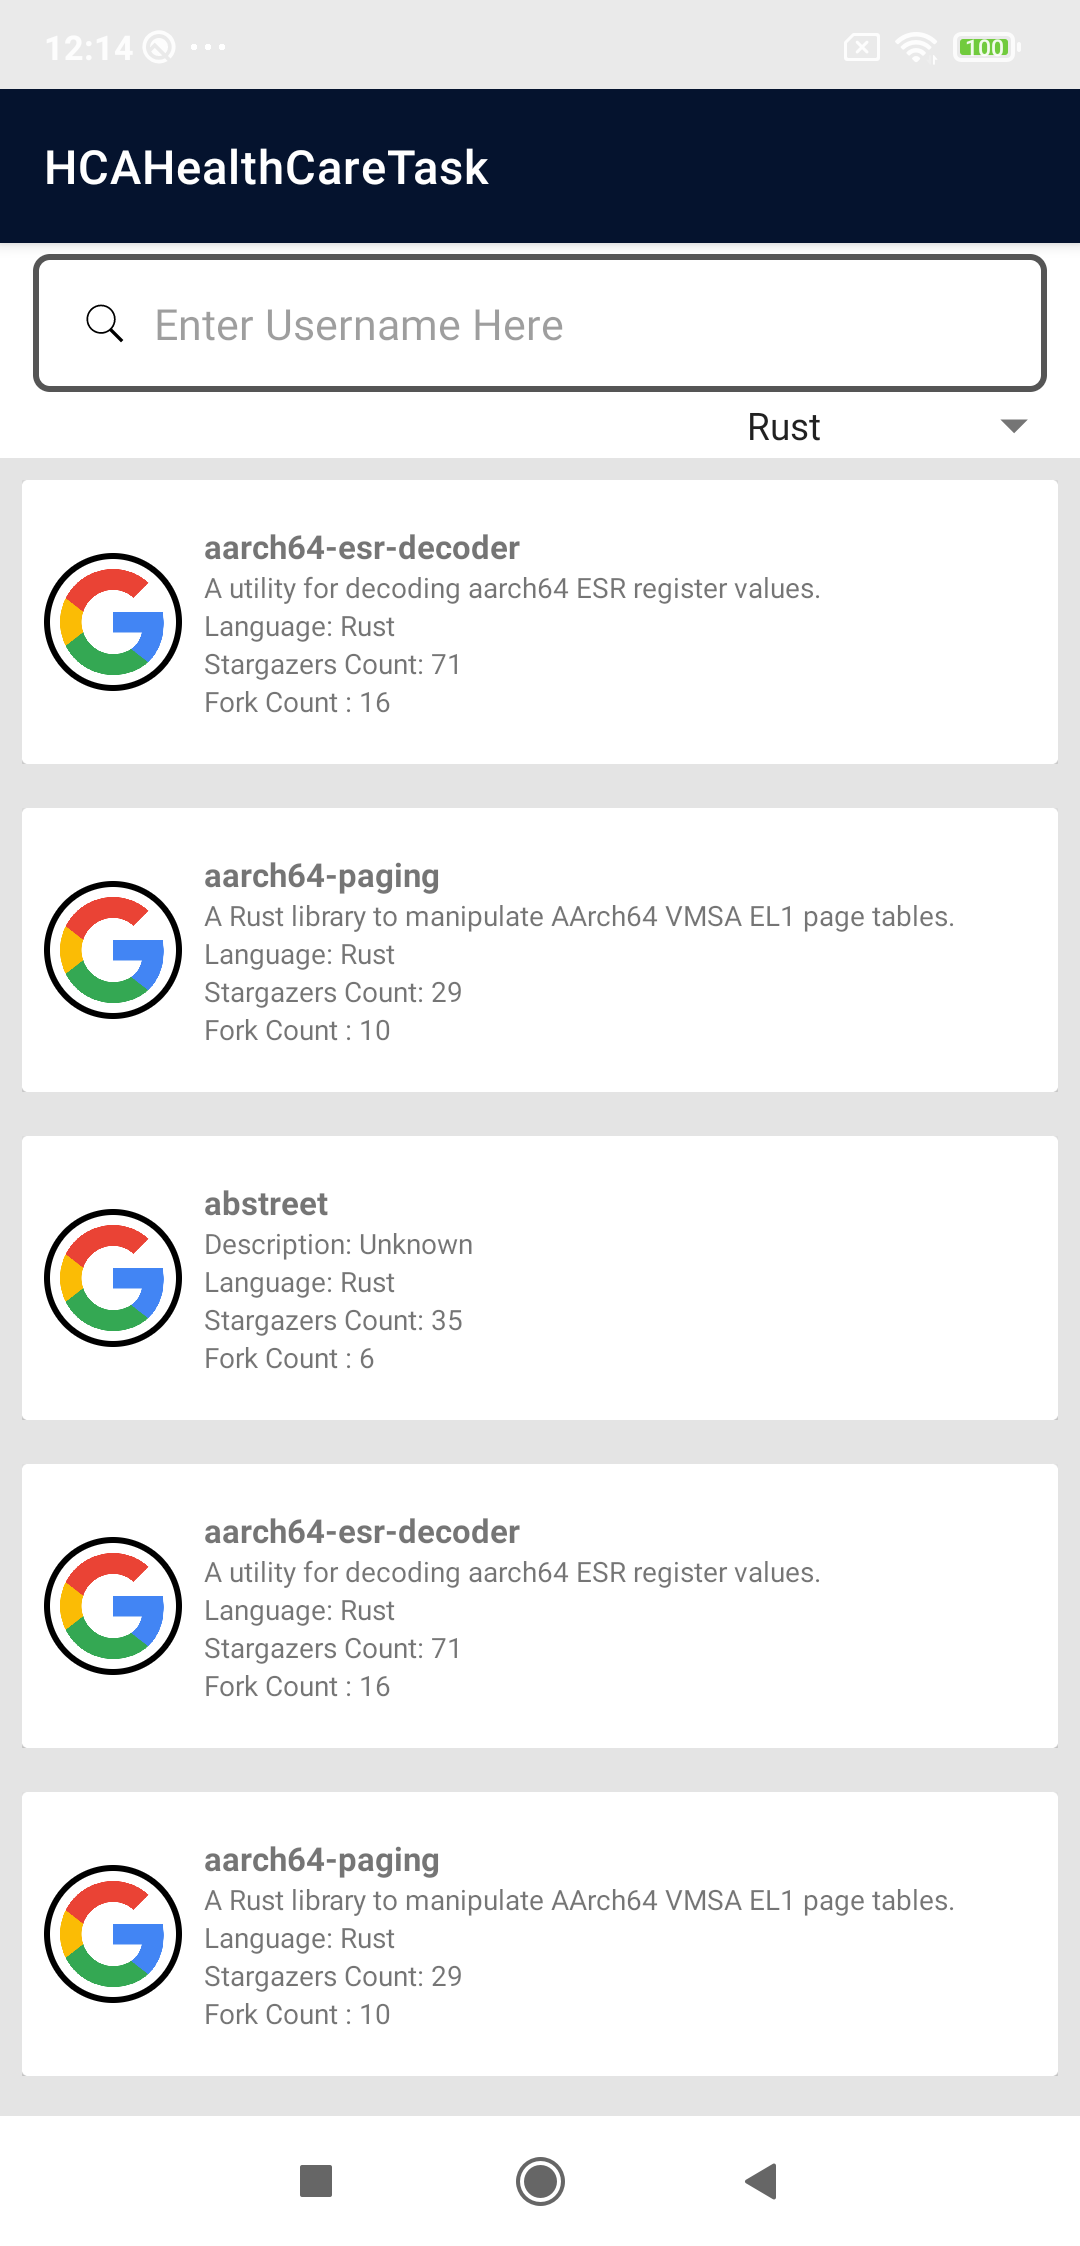 12:14
100
HCAHealthCareTask
Enter Username Here
Rust
aarch64-esr-decoder
A utility for decoding aarch64 ESR register values.
Language: Rust
Stargazers Count: 71
Fork Count : 16
aarch64-paging
A Rust library to manipulate AArch64 VMSA EL1 page tables.
Language: Rust
Stargazers Count: 29
Fork Count : 10
abstreet
Description: Unknown
Language: Rust
Stargazers Count: 35
Fork Count : 6
aarch64-esr-decoder
A utility for decoding aarch64 ESR register values.
Language: Rust
Stargazers Count: 71
Fork Count : 16
aarch64-paging
A Rust library to manipulate AArch64 VMSA EL1 page tables.
Language: Rust
Stargazers Count: 29
Fork Count : 10